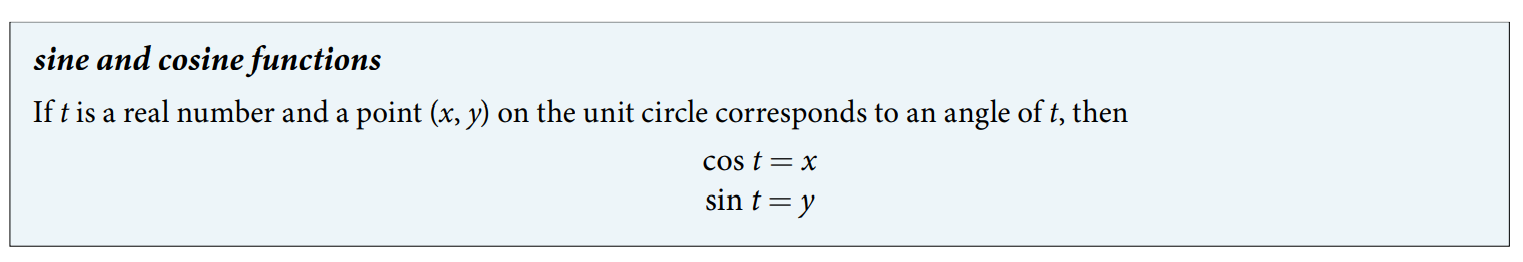 sine and cosine functions
If t is a real number and a point (x, y) on the unit circle corresponds to an angle of t, then
cos t = x
sin t = y